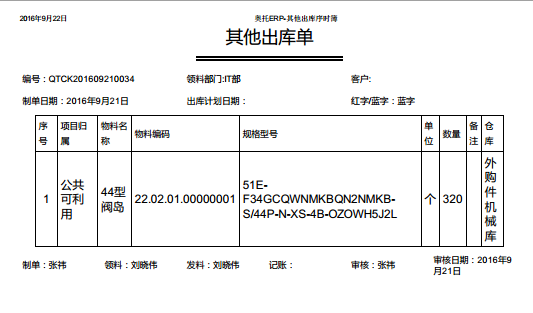 2016年9月22日 奥托ERP-其他出库序时簿
其他出库单
编号：QTCK201609210034 领料部门:IT部 客户:
制单日期：2016年9月21日 出库计划日期： 红字/蓝字：蓝字
序号 项目归属 物料名称 物料编码 规格型号 单位 数量 备注 仓库
1 公共可利用 44型阀岛 22.02.01.00000001 51E-F34GCQWNMKBQN2NMKB-S/44P-N-XS-4B-OZOWH5J2L 个 320 外购件机械库
制单：张祎 领料：刘晓伟 发料：刘晓伟 记账： 审核：张祎 审核日期：2016年9月21日